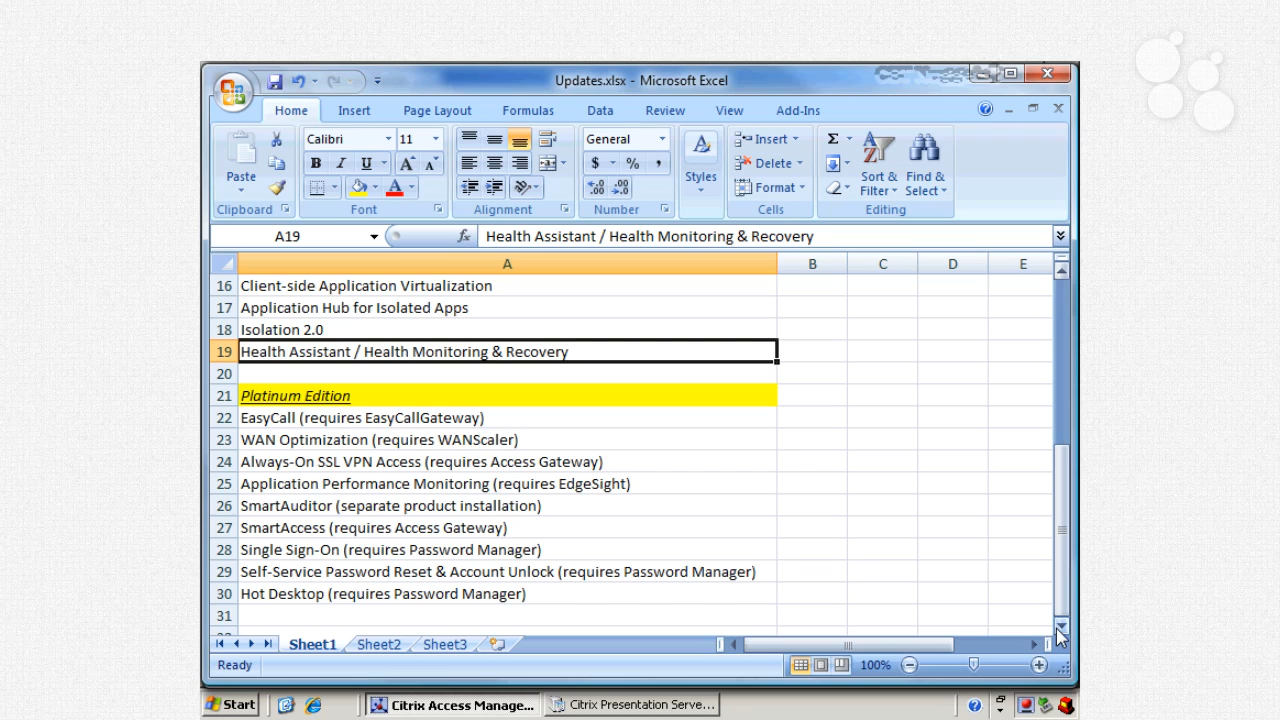 Updates.xlsx - Microsoft Excel
Home Insert Page Layout Formulas Data Review View Add-Ins
Calibri 11 General Insert Σ
Paste B I U A A $ % , Styles Delete Sort & Find &
A Format Filter Select
Clipboard Font Alignment Number Cells Editing
A19 fx Health Assistant / Health Monitoring & Recovery
A B C D E
16 Client-side Application Virtualization
17 Application Hub for Isolated Apps
18 Isolation 2.0
19 Health Assistant / Health Monitoring & Recovery
20
21 Platinum Edition
22 EasyCall (requires EasyCallGateway)
23 WAN Optimization (requires WANScaler)
24 Always-On SSL VPN Access (requires Access Gateway)
25 Application Performance Monitoring (requires EdgeSight)
26 SmartAuditor (separate product installation)
27 SmartAccess (requires Access Gateway)
28 Single Sign-On (requires Password Manager)
29 Self-Service Password Reset & Account Unlock (requires Password Manager)
30 Hot Desktop (requires Password Manager)
31
Sheet1 Sheet2 Sheet3
Ready 100%
Start Citrix Access Manage... Citrix Presentation Serve...